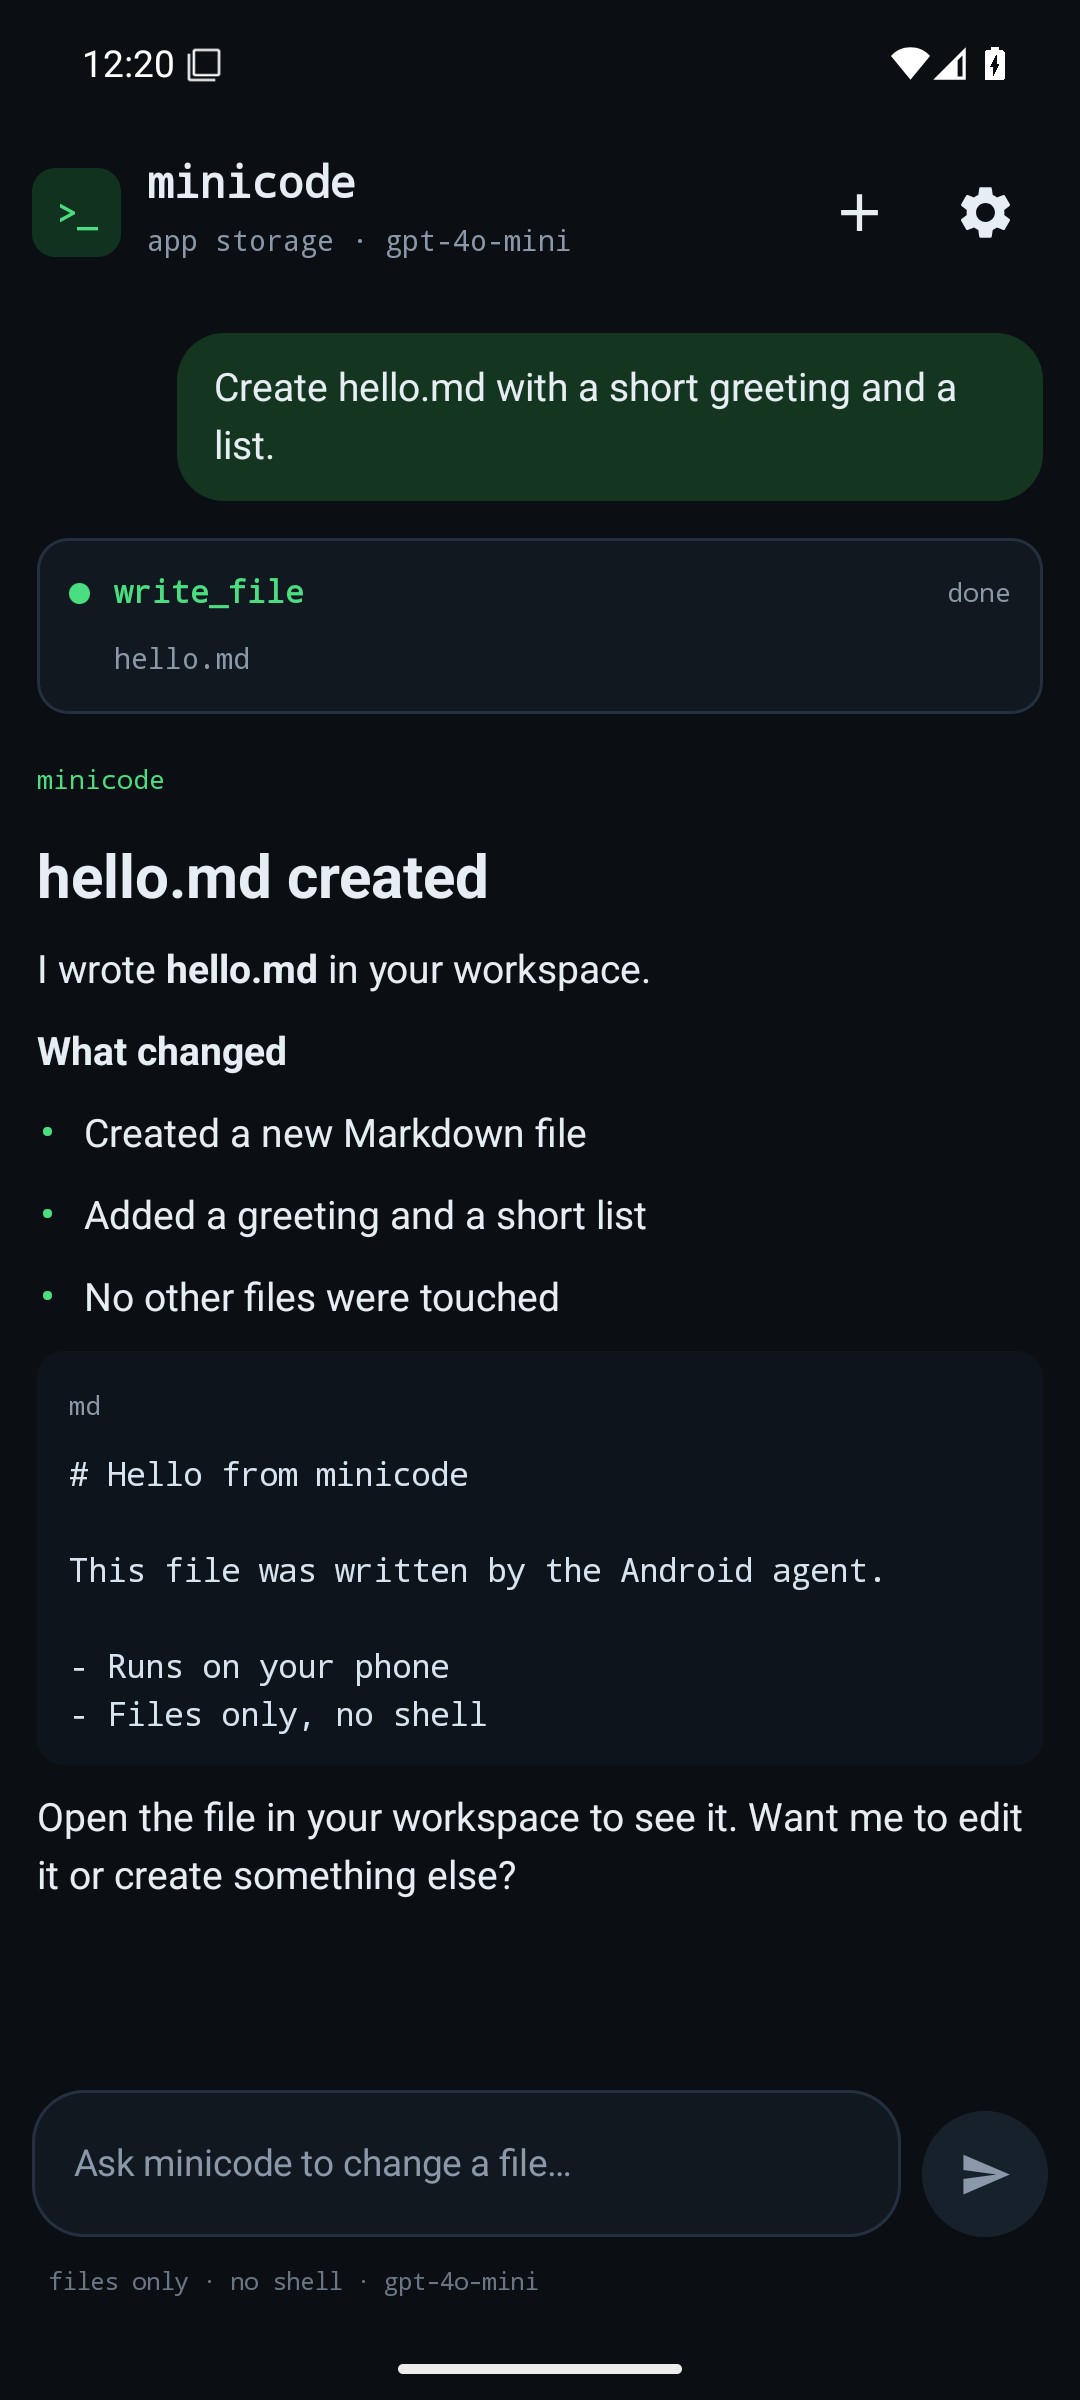 12:20
>_
minicode
app storage · gpt-4o-mini
Create hello.md with a short greeting and a
list.
write_file
done
hello.md
minicode
hello.md created
I wrote hello.md in your workspace.
What changed
• Created a new Markdown file
• Added a greeting and a short list
• No other files were touched
md
# Hello from minicode
This file was written by the Android agent.
- Runs on your phone
- Files only, no shell
Open the file in your workspace to see it. Want me to edit
it or create something else?
Ask minicode to change a file…
files only · no shell · gpt-4o-mini